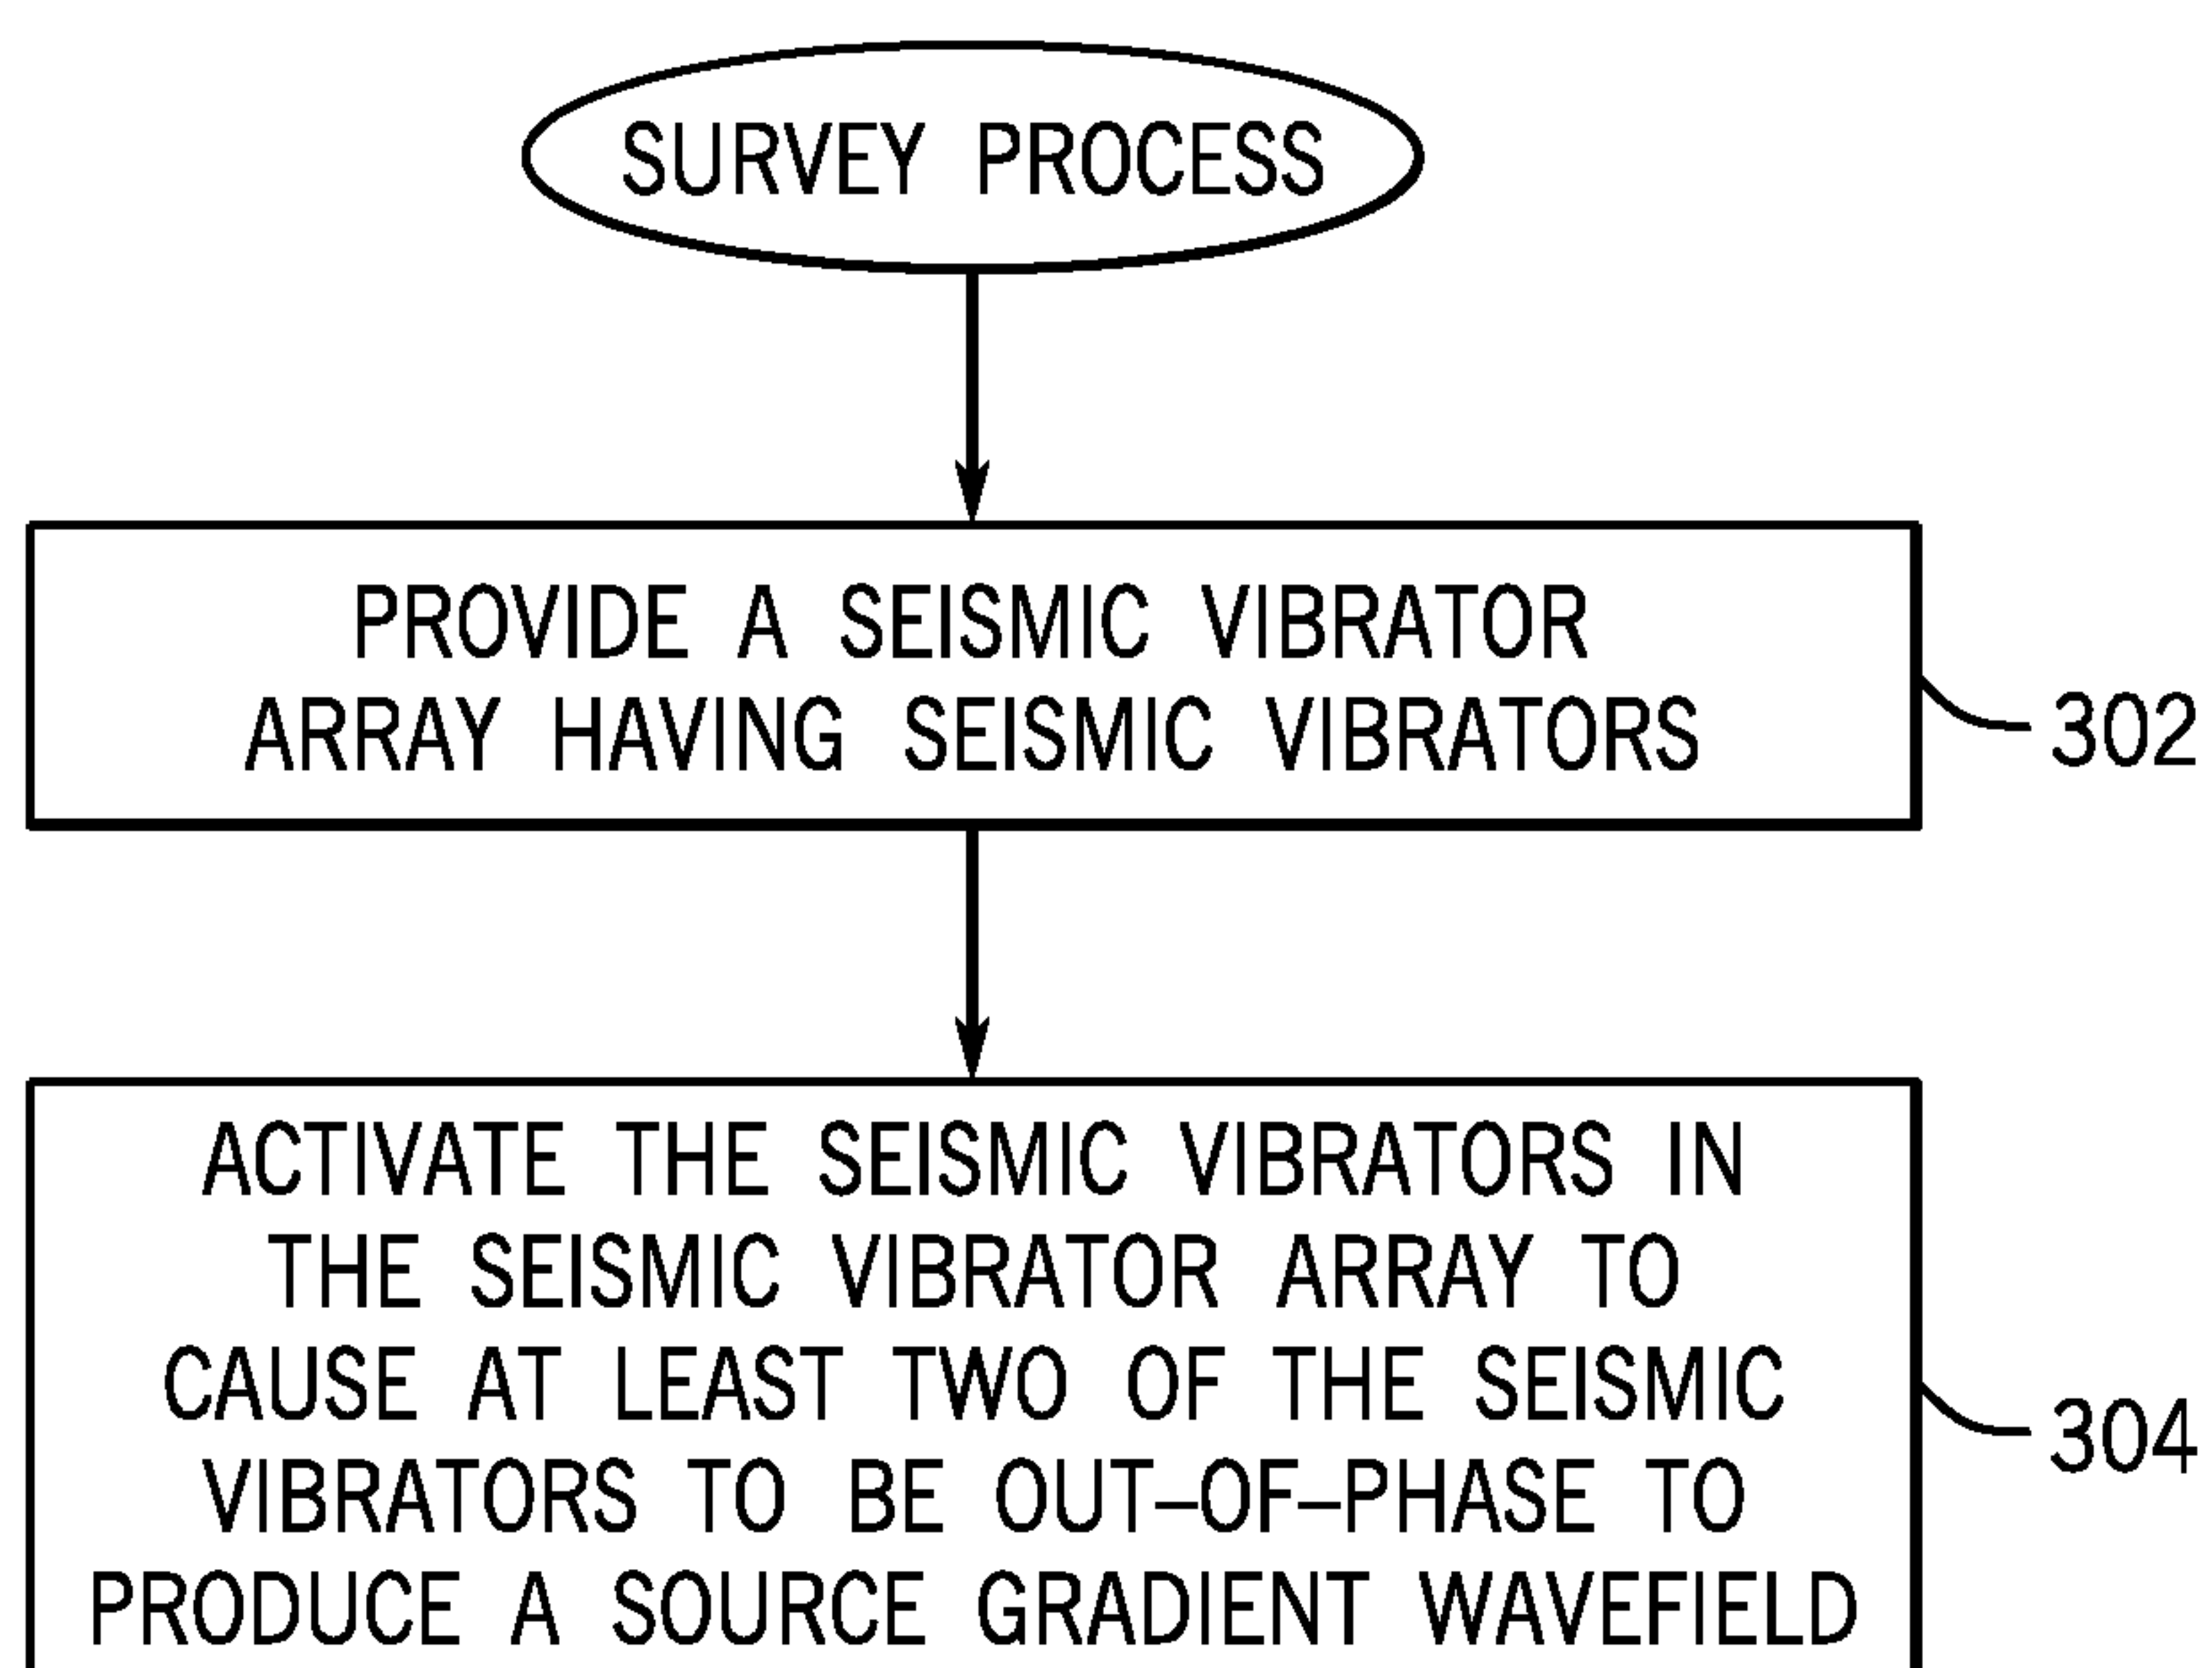 SURVEY PROCESS
PROVIDE A SEISMIC VIBRATOR
ARRAY HAVING SEISMIC VIBRATORS
302
ACTIVATE THE SEISMIC VIBRATORS IN
THE SEISMIC VIBRATOR ARRAY TO
CAUSE AT LEAST TWO OF THE SEISMIC
VIBRATORS TO BE OUT–OF–PHASE TO
PRODUCE A SOURCE GRADIENT WAVEFIELD
304